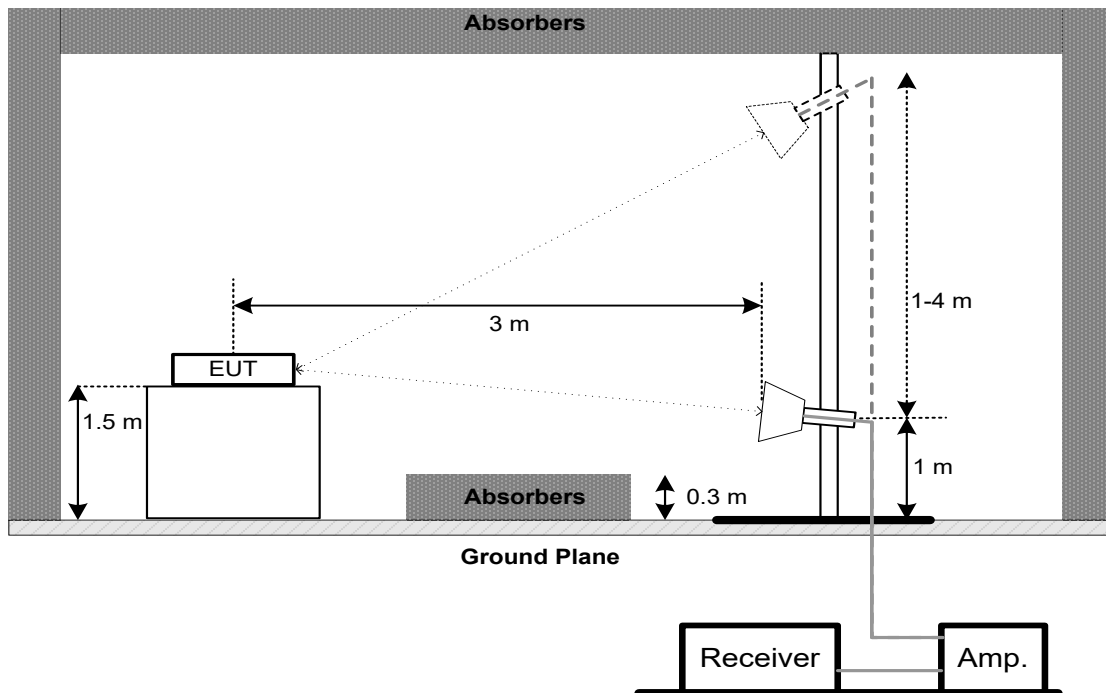 Absorbers
1-4 m
3 m
EUT
1.5 m
1 m
Absorbers
0.3 m
Ground Plane
Receiver
Amp.